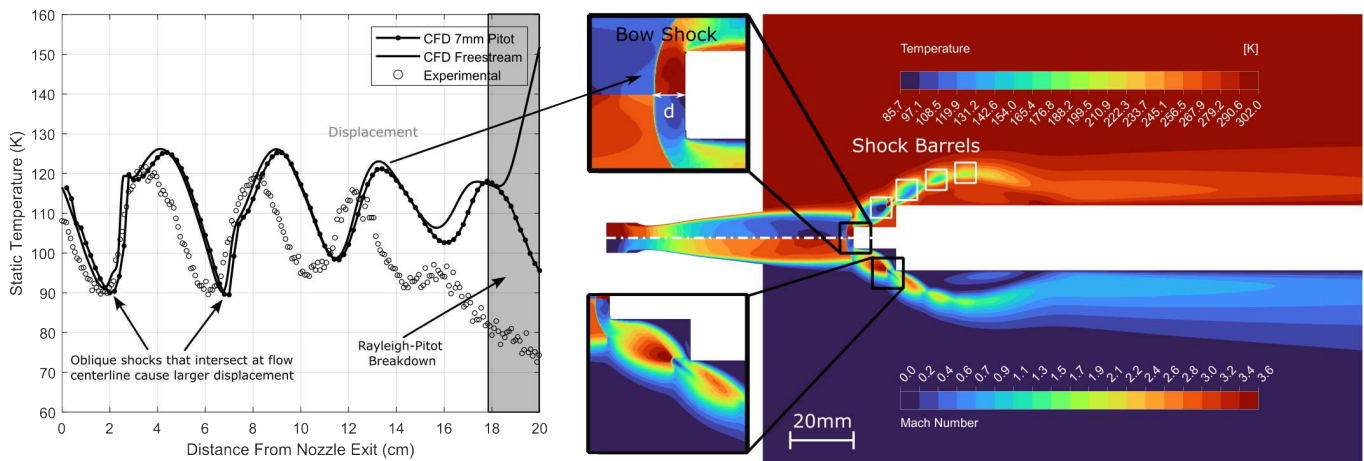 160
150
140
130
120
110
100
90
80
70
60
Static Temperature (K)
CFD 7mm Pitot
CFD Freestream
Experimental
Displacement
Oblique shocks that intersect at flow
centerline cause larger displacement
Rayleigh-Pitot
Breakdown
0 2 4 6 8 10 12 14 16 18 20
Distance From Nozzle Exit (cm)
Bow Shock
d
Temperature [K]
85.7 97.1 108.5 119.9 131.2 142.6 154.0 165.4 176.8 188.2 199.5 210.9 222.3 233.7 245.1 256.5 267.9 279.2 290.6 302.0
Shock Barrels
0.0 0.2 0.4 0.6 0.7 0.9 1.1 1.3 1.5 1.7 1.9 2.1 2.2 2.4 2.6 2.8 3.0 3.2 3.4 3.6
Mach Number
20mm